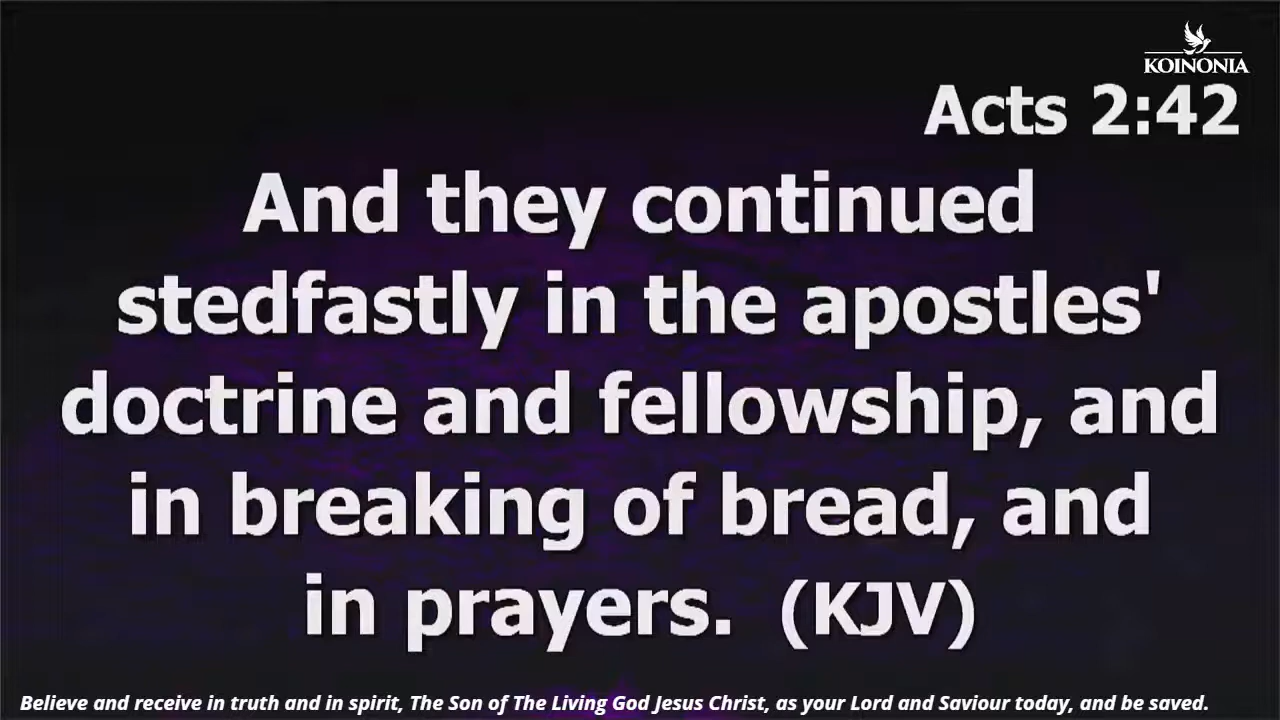 KOINONIA
Acts 2:42
And they continued
stedfastly in the apostles'
doctrine and fellowship, and
in breaking of bread, and
in prayers. (KJV)
Believe and receive in truth and in spirit, The Son of The Living God Jesus Christ, as your Lord and Saviour today, and be saved.